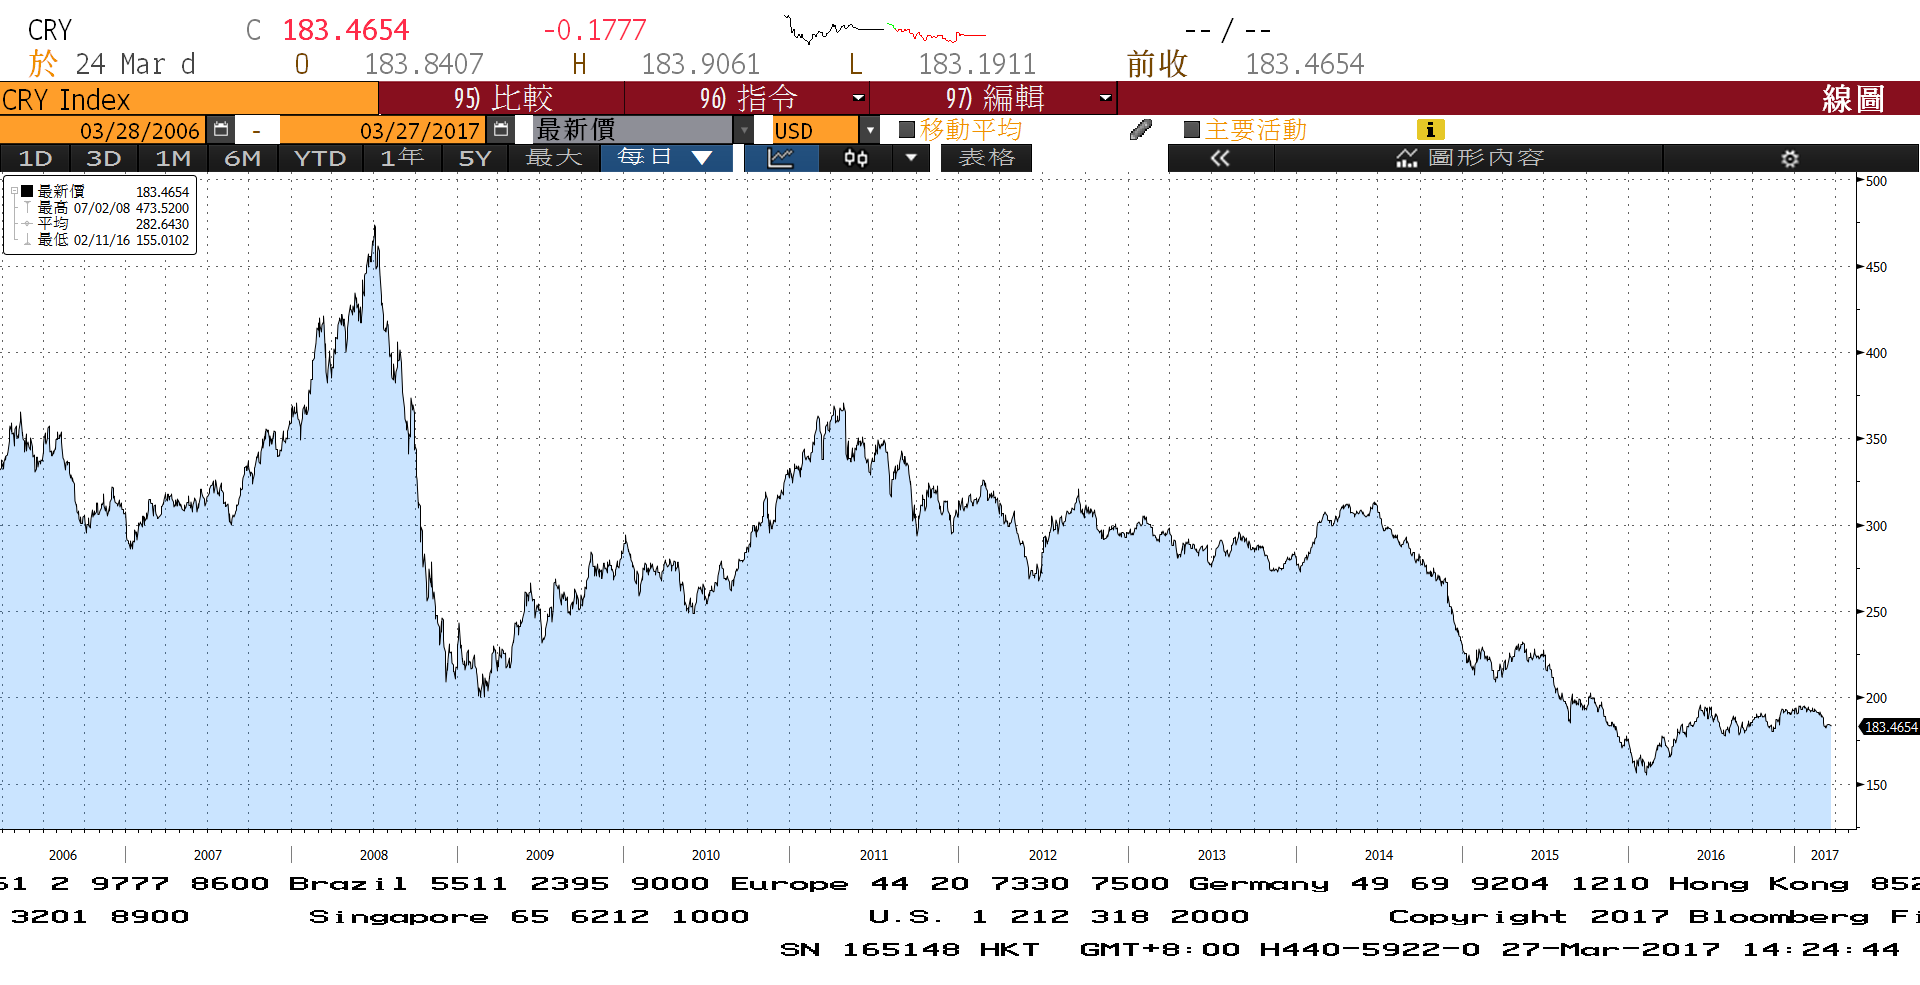 CRY C 183.4654 -0.1777 -- / --
於 24 Mar d O 183.8407 H 183.9061 L 183.1911 前收 183.4654
CRY Index 95) 比較 96) 指令 97) 編輯 線圖
03/28/2006 - 03/27/2017 最新價 USD 移動平均 主要活動 i
1D 3D 1M 6M YTD 1年 5Y 最大 每日 表格 圖形內容
最新價 183.4654
最高 07/02/08 473.5200
平均 282.6430
最低 02/11/16 155.0102
500
450
400
350
300
250
200
183.4654
150
2006 2007 2008 2009 2010 2011 2012 2013 2014 2015 2016 2017
61 2 9777 8600 Brazil 5511 2395 9000 Europe 44 20 7330 7500 Germany 49 69 9204 1210 Hong Kong 852
3201 8900 Singapore 65 6212 1000 U.S. 1 212 318 2000 Copyright 2017 Bloomberg Fi
SN 165148 HKT GMT+8:00 H440-5922-0 27-Mar-2017 14:24:44